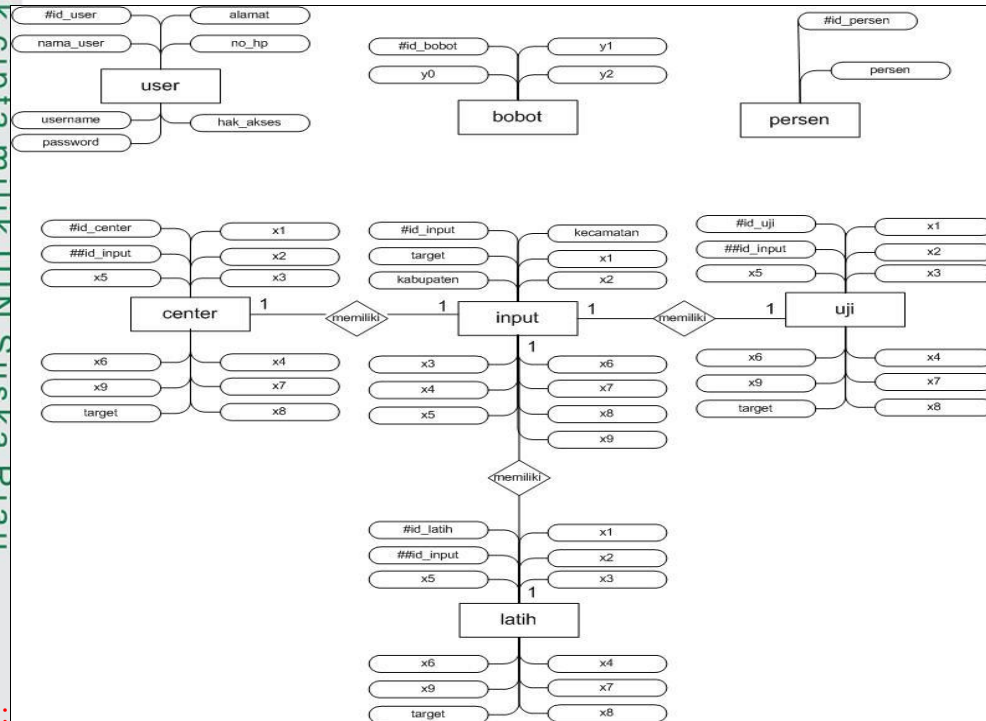 #id_user
alamat
nama_user
no_hp
user
username
hak_akses
password
#id_bobot
y1
y0
y2
bobot
#id_persen
persen
persen
#id_center
x1
##id_input
x2
x5
x3
center
1
x6
x4
x9
x7
target
x8
memiliki
#id_input
kecamatan
target
x1
kabupaten
x2
1
input
1
1
x3
x6
x4
x7
x5
x8
x9
memiliki
#id_uji
x1
##id_input
x2
x5
x3
1
uji
x6
x4
x9
x7
target
x8
memiliki
#id_latih
x1
##id_input
x2
x5
x3
1
latih
x6
x4
x9
x7
target
x8